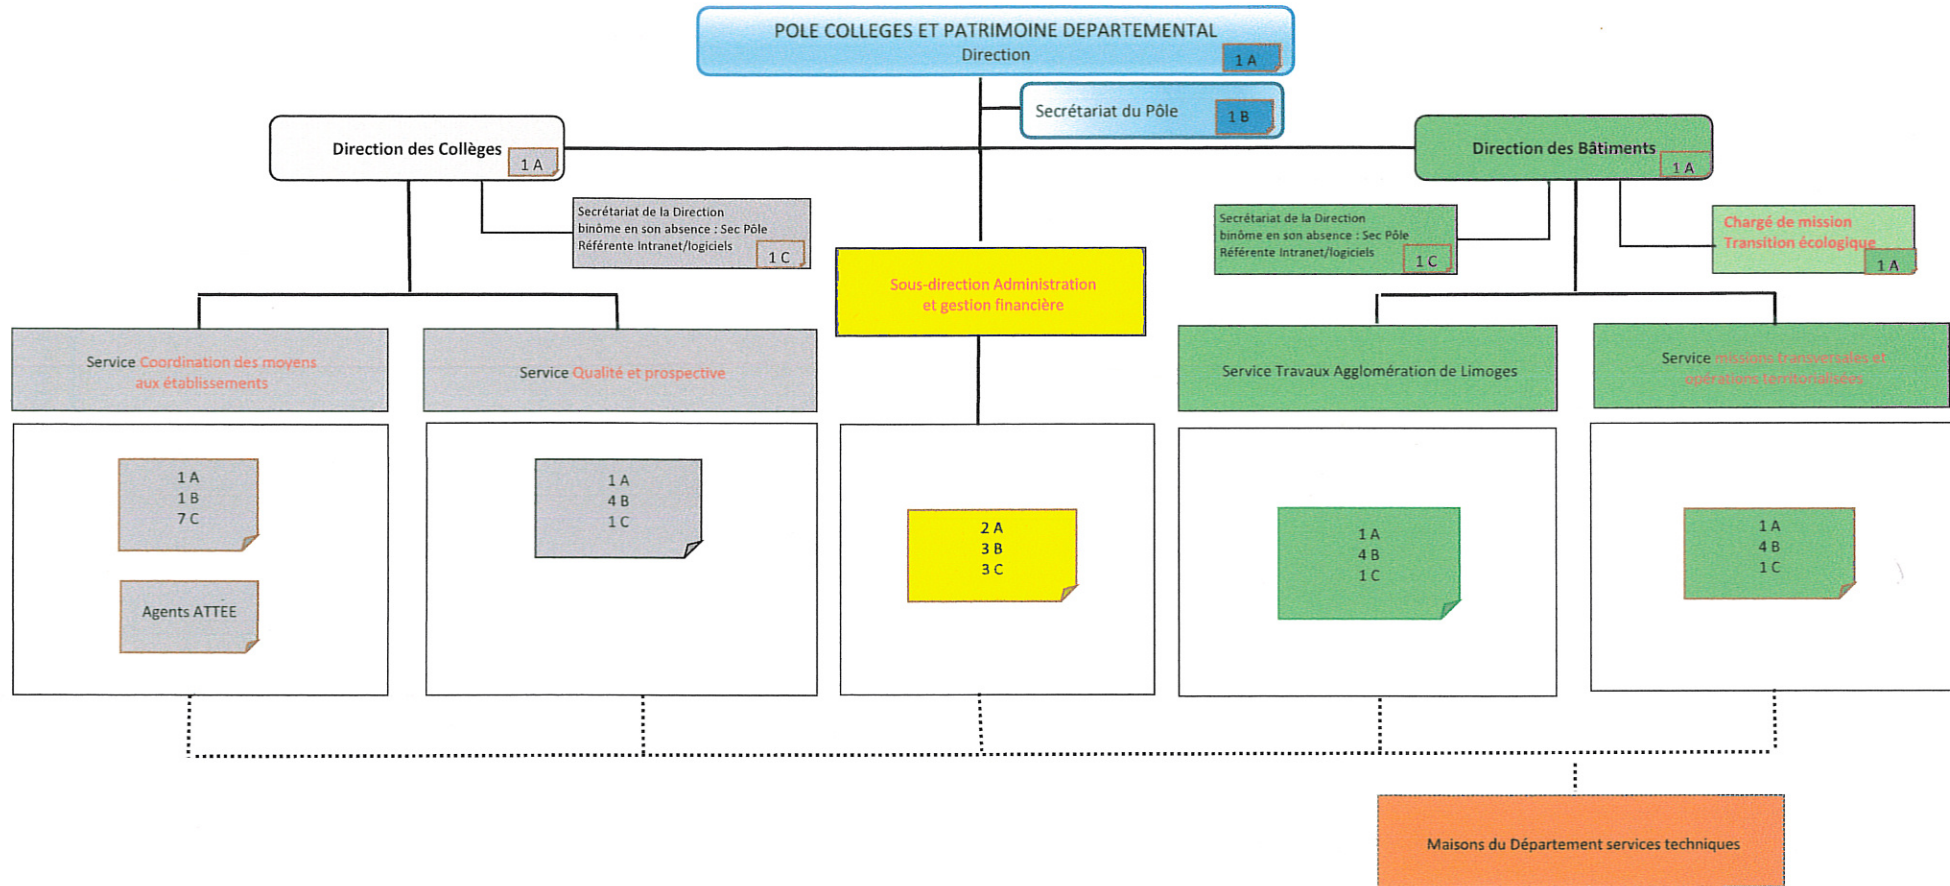 POLE COLLEGES ET PATRIMOINE DEPARTEMENTAL
Direction
1 A
Secrétariat du Pôle
1 B
Direction des Collèges
1 A
Direction des Bâtiments
1 A
Secrétariat de la Direction
binôme en son absence : Sec Pôle
Référente Intranet/logiciels
1 C
Secrétariat de la Direction
binôme en son absence : Sec Pôle
Référente Intranet/logiciels
1 C
Chargé de mission
Transition écologique
1 A
Sous-direction Administration
et gestion financière
Service Coordination des moyens
aux établissements
Service Qualité et prospective
Service Travaux Agglomération de Limoges
Service missions transversales et
opérations territorialisées
1 A
1 B
7 C
Agents ATTEE
1 A
4 B
1 C
2 A
3 B
3 C
1 A
4 B
1 C
1 A
4 B
1 C
Maisons du Département services techniques